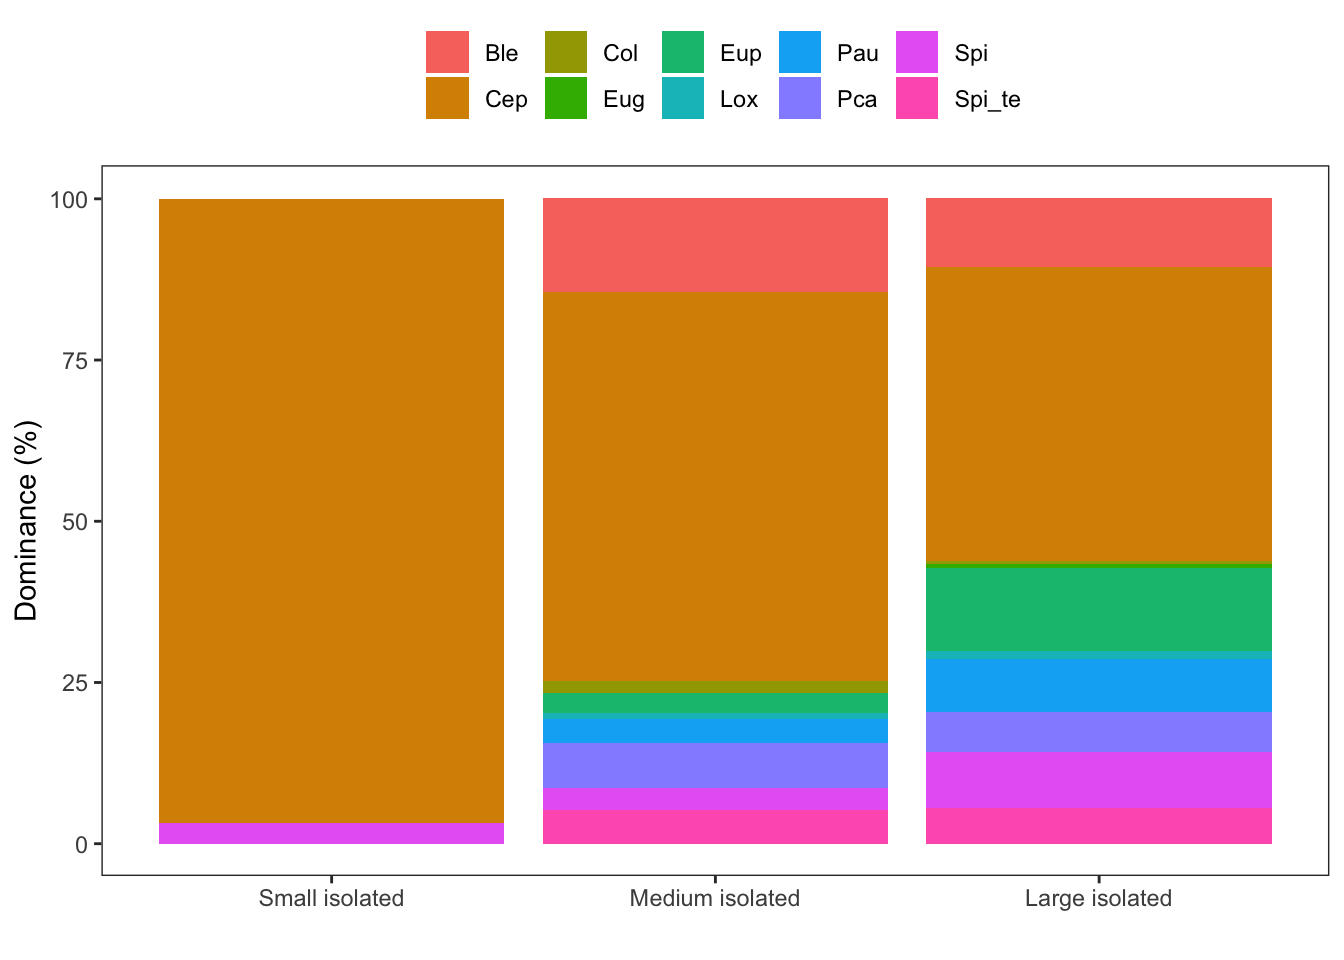 Ble Col Eup Pau Spi
Cep Eug Lox Pca Spi_te
Dominance (%)
100
75
50
25
0
Small isolated Medium isolated Large isolated